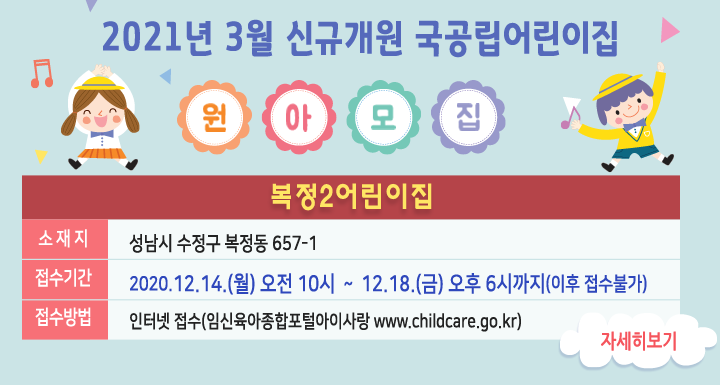 2021년 3월 신규개원 국공립어린이집
원아모집
복정2어린이집
소재지 성남시 수정구 복정동 657-1
접수기간 2020.12.14.(월) 오전 10시 ~ 12.18.(금) 오후 6시까지(이후 접수불가)
접수방법 인터넷 접수(임신육아종합포털아이사랑 www.childcare.go.kr)
자세히보기